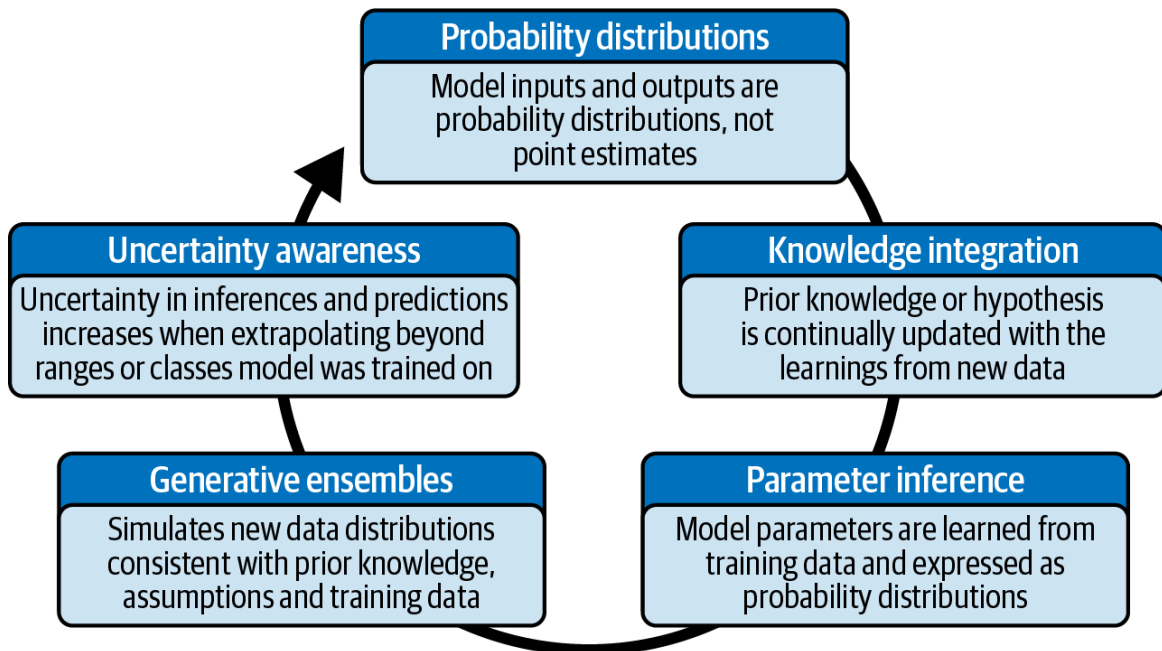 Probability distributions
Model inputs and outputs are
probability distributions, not
point estimates
Knowledge integration
Prior knowledge or hypothesis
is continually updated with the
learnings from new data
Parameter inference
Model parameters are learned from
training data and expressed as
probability distributions
Generative ensembles
Simulates new data distributions
consistent with prior knowledge,
assumptions and training data
Uncertainty awareness
Uncertainty in inferences and predictions
increases when extrapolating beyond
ranges or classes model was trained on